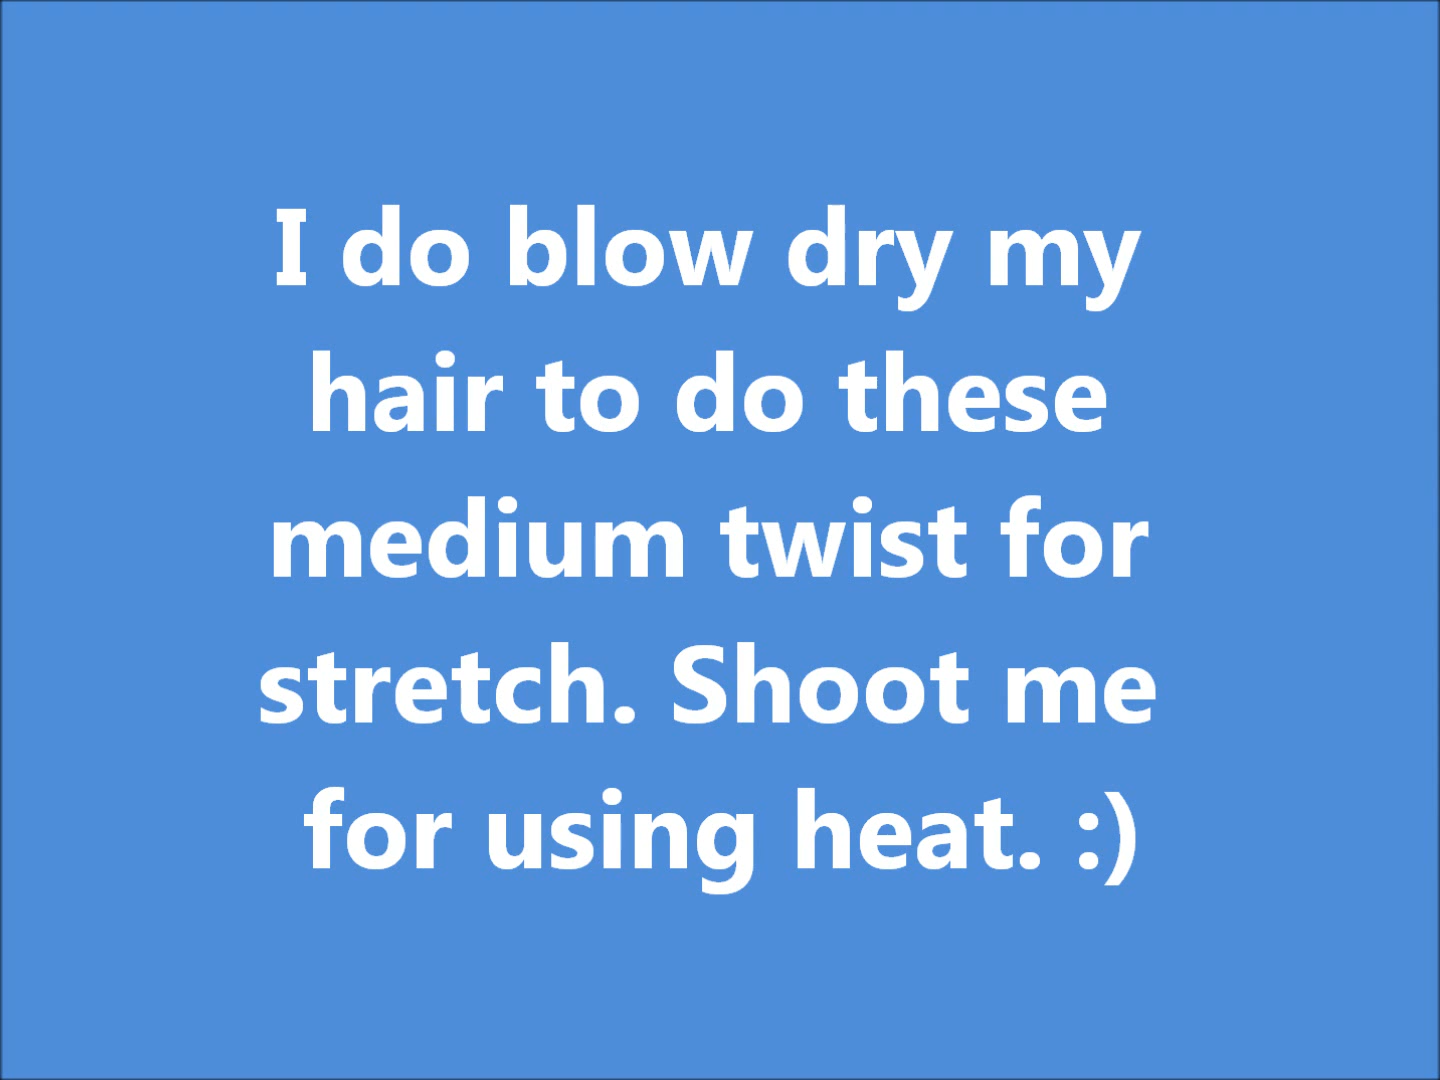 I do blow dry my
hair to do these
medium twist for
stretch. Shoot me
for using heat. :)